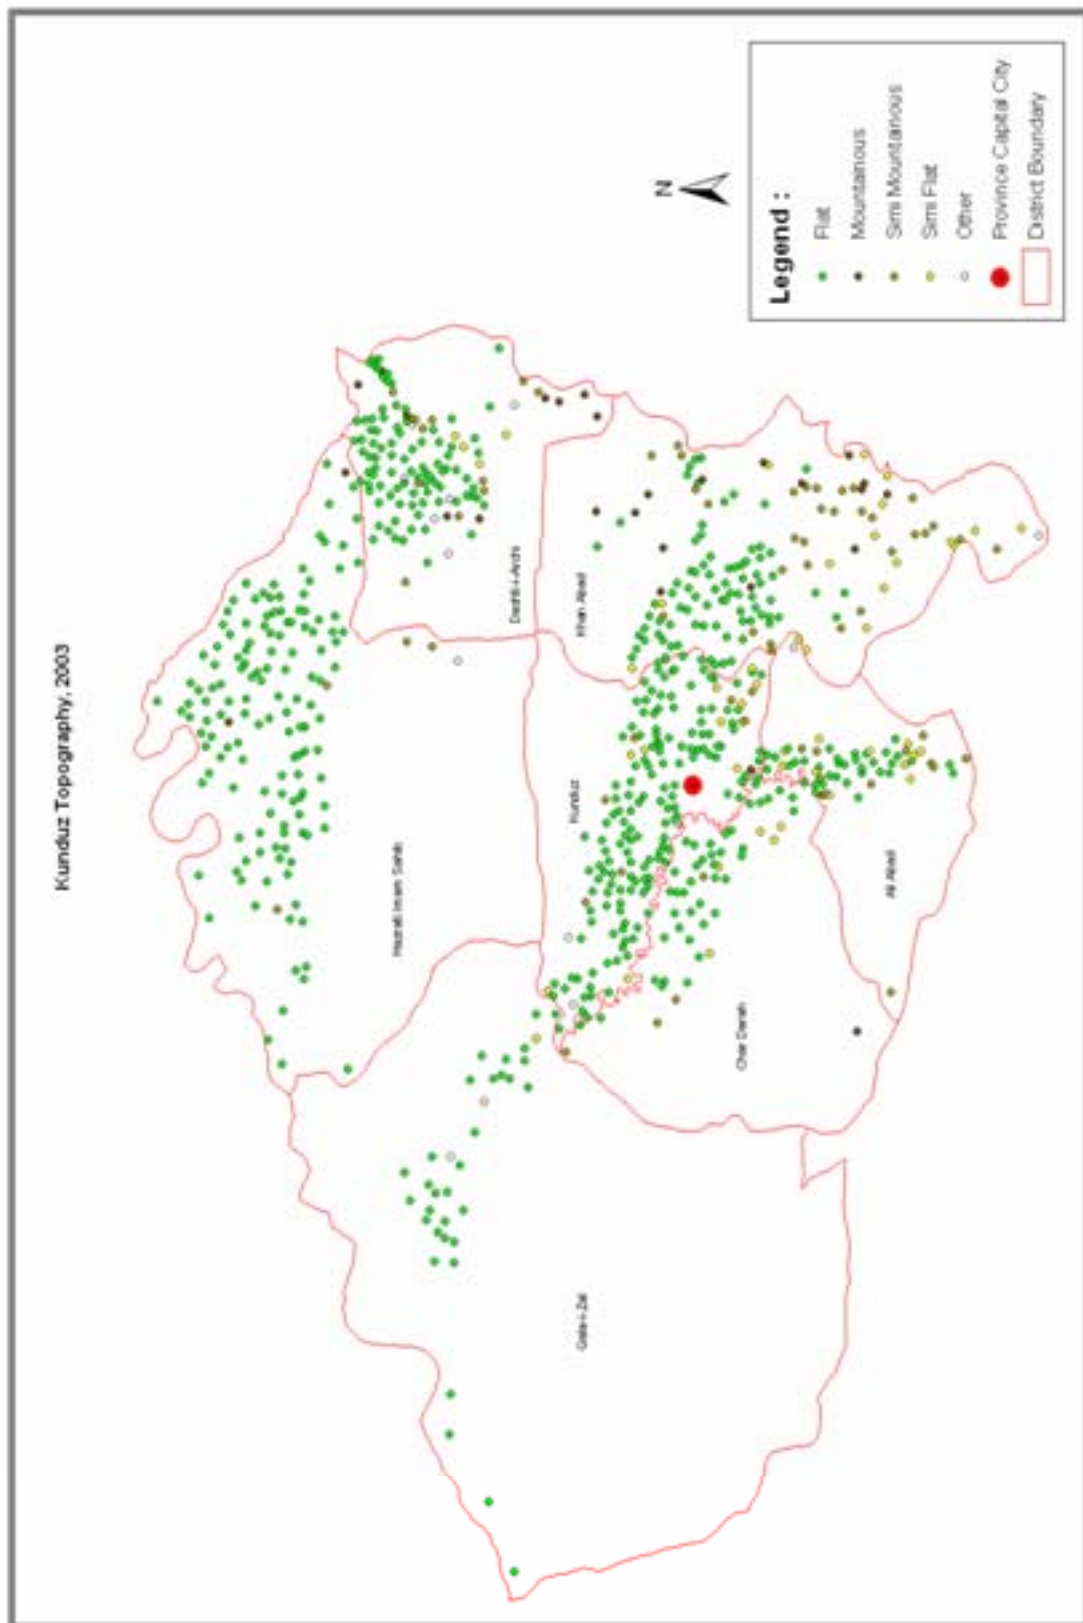 Kunduz Topography, 2003
N
Legend :
Flat
Mountainous
Simi Mountainous
Simi Flat
Other
Province Capital City
District Boundary
Dasht-i-Archi
Hazrati Imam Sahib
Khan Abad
Kunduz
Char Darah
Ali Abad
Qala-i-Zal